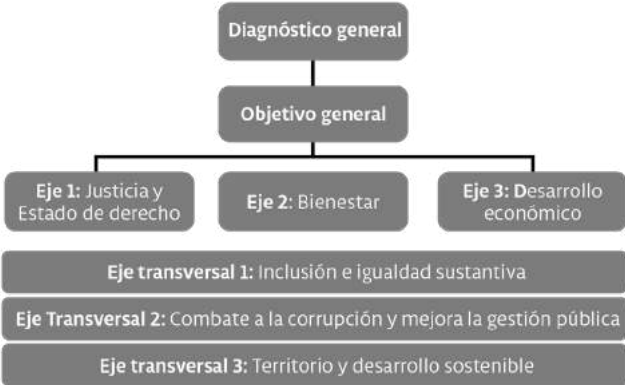 Diagnóstico general
Objetivo general
Eje 1: Justicia y
Estado de derecho
Eje 2: Bienestar
Eje 3: Desarrollo
económico
Eje transversal 1: Inclusión e igualdad sustantiva
Eje Transversal 2: Combate a la corrupción y mejora la gestión pública
Eje transversal 3: Territorio y desarrollo sostenible